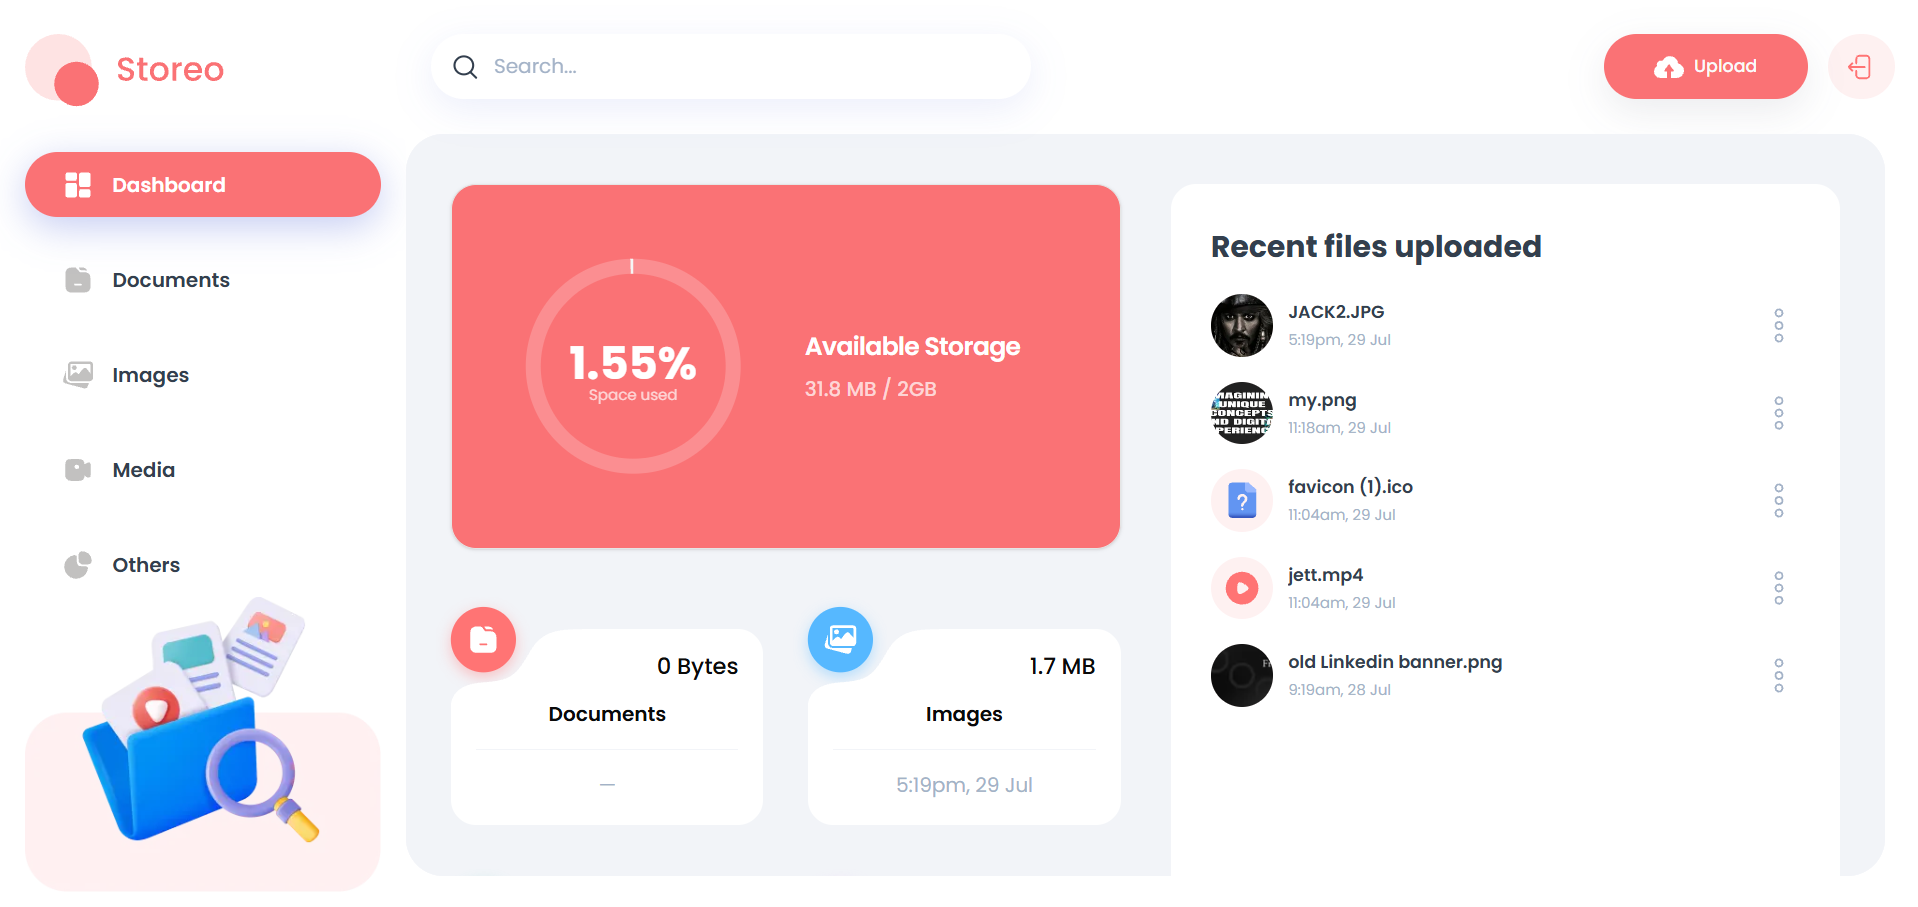 Storeo
Search...
Upload
Dashboard
Documents
Images
Media
Others
1.55%
Space used
Available Storage
31.8 MB / 2GB
0 Bytes
Documents
—
1.7 MB
Images
5:19pm, 29 Jul
Recent files uploaded
JACK2.JPG
5:19pm, 29 Jul
my.png
11:18am, 29 Jul
favicon (1).ico
11:04am, 29 Jul
jett.mp4
11:04am, 29 Jul
old Linkedin banner.png
9:19am, 28 Jul
UNIQUE
CONCEPTS